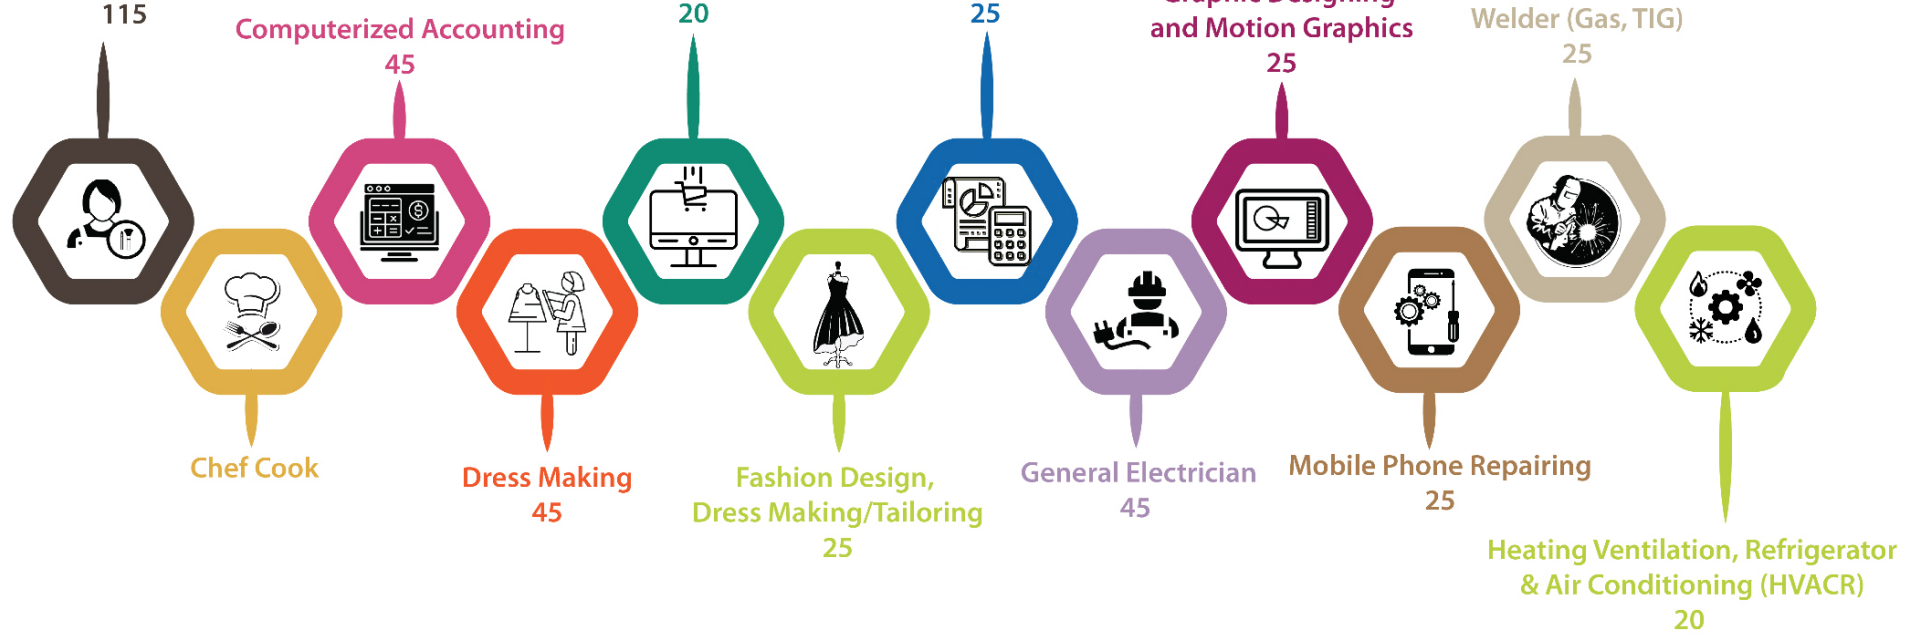 115
Computerized Accounting
45
20
25
Graphic Designing
and Motion Graphics
25
Welder (Gas, TIG)
25
Chef Cook
Dress Making
45
Fashion Design,
Dress Making/Tailoring
25
General Electrician
45
Mobile Phone Repairing
25
Heating Ventilation, Refrigerator
& Air Conditioning (HVACR)
20